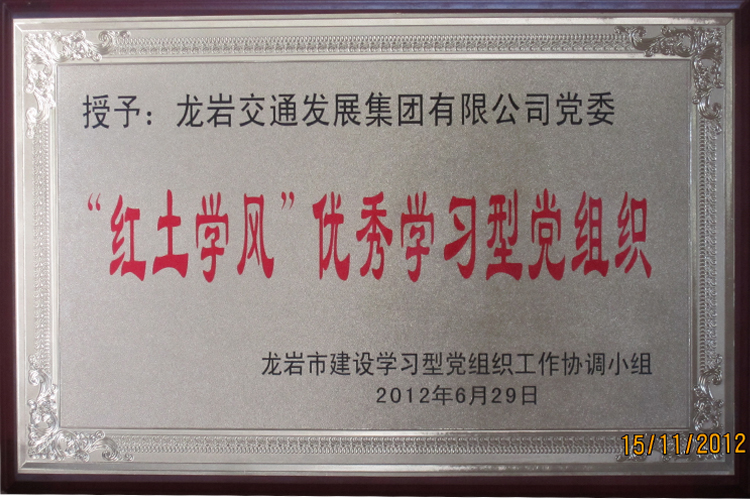 授予：龙岩交通发展集团有限公司党委
“红土学风”优秀学习型党组织
龙岩市建设学习型党组织工作协调小组
2012年6月29日
15/11/2012